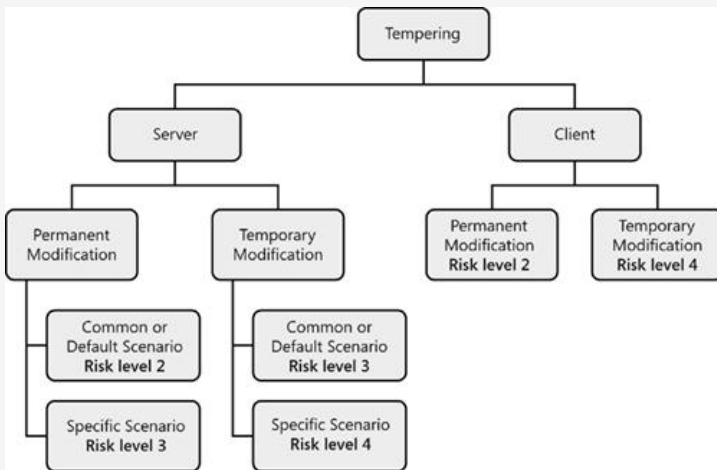 Tempering
Server
Client
Permanent
Modification
Temporary
Modification
Permanent
Modification
Risk level 2
Temporary
Modification
Risk level 4
Common or
Default Scenario
Risk level 2
Common or
Default Scenario
Risk level 3
Specific Scenario
Risk level 3
Specific Scenario
Risk level 4